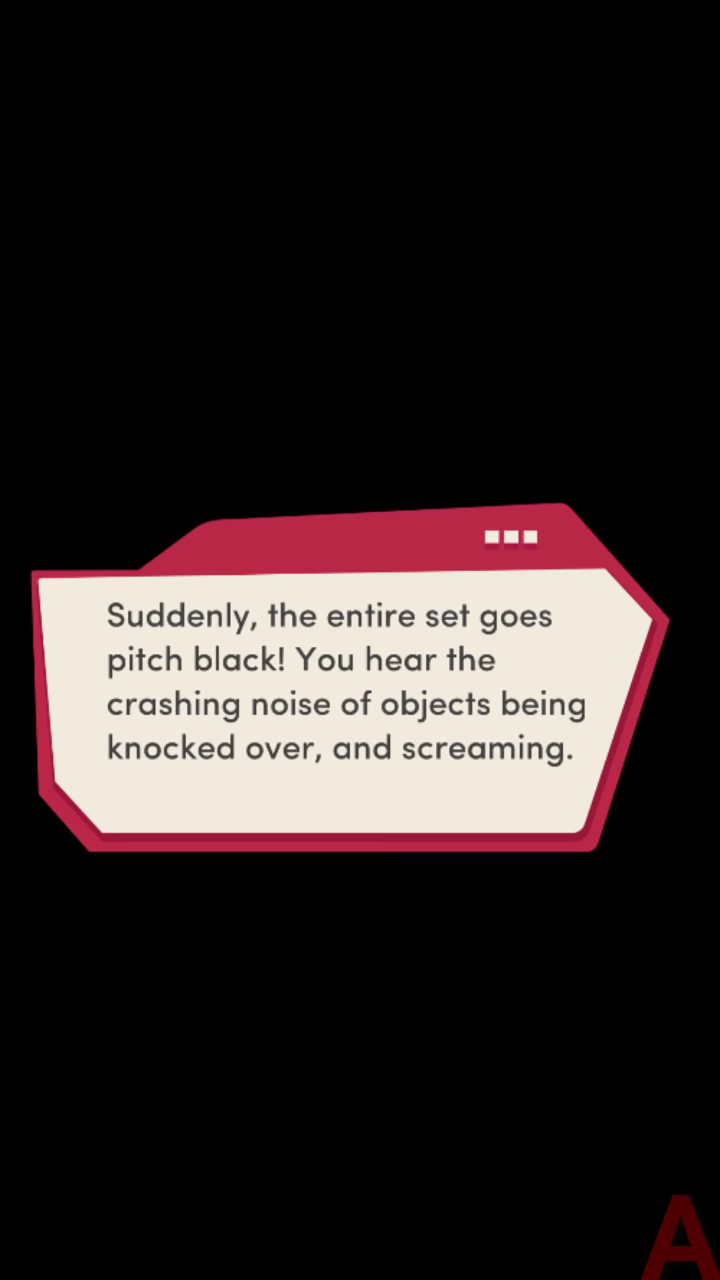 Suddenly, the entire set goes
pitch black! You hear the
crashing noise of objects being
knocked over, and screaming.
A